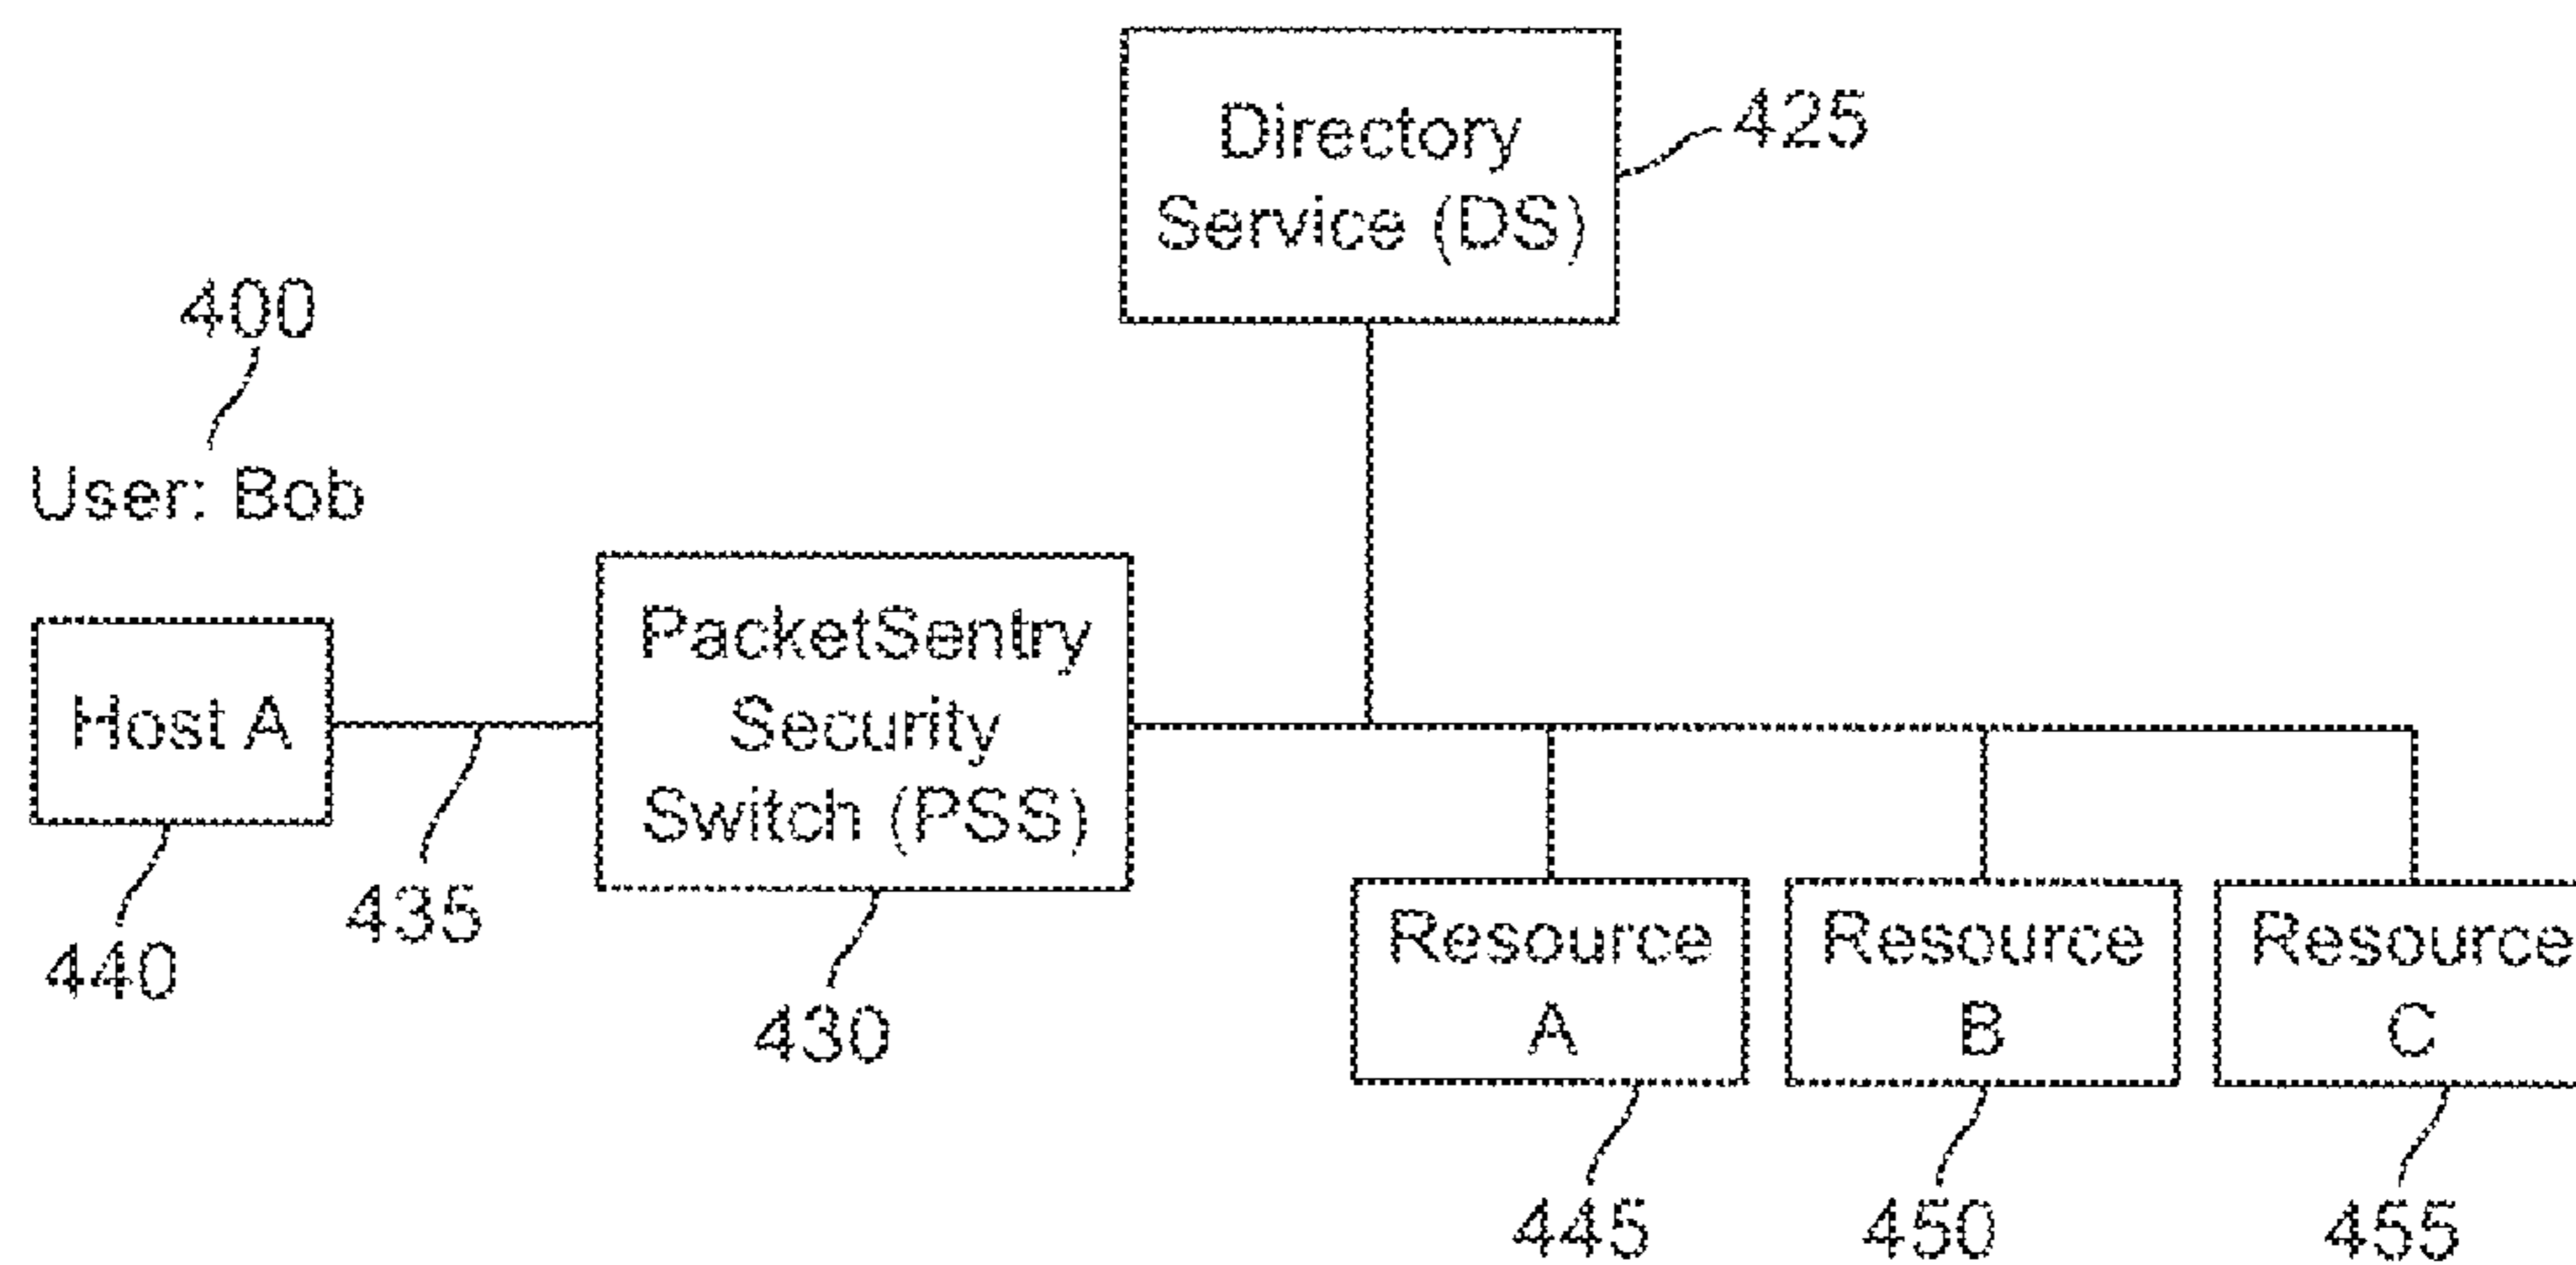 Directory
Service (DS)
425
400
User: Bob
Host A
PacketSentry
Security
Switch (PSS)
435
440
430
Resource
A
Resource
B
Resource
C
445
450
455